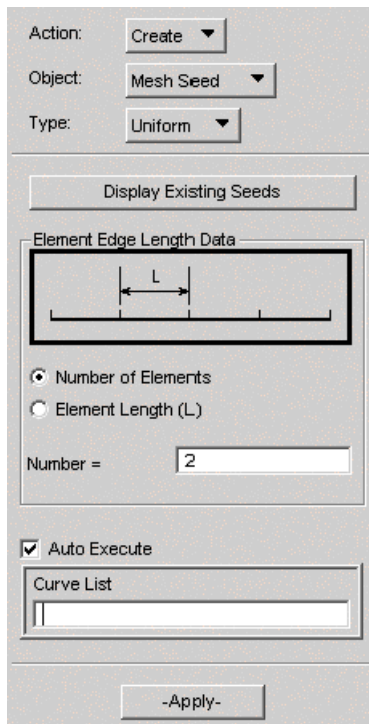 Action: Create
Object: Mesh Seed
Type: Uniform
Display Existing Seeds
Element Edge Length Data
L
Number of Elements
Element Length (L)
Number = 2
Auto Execute
Curve List
-Apply-